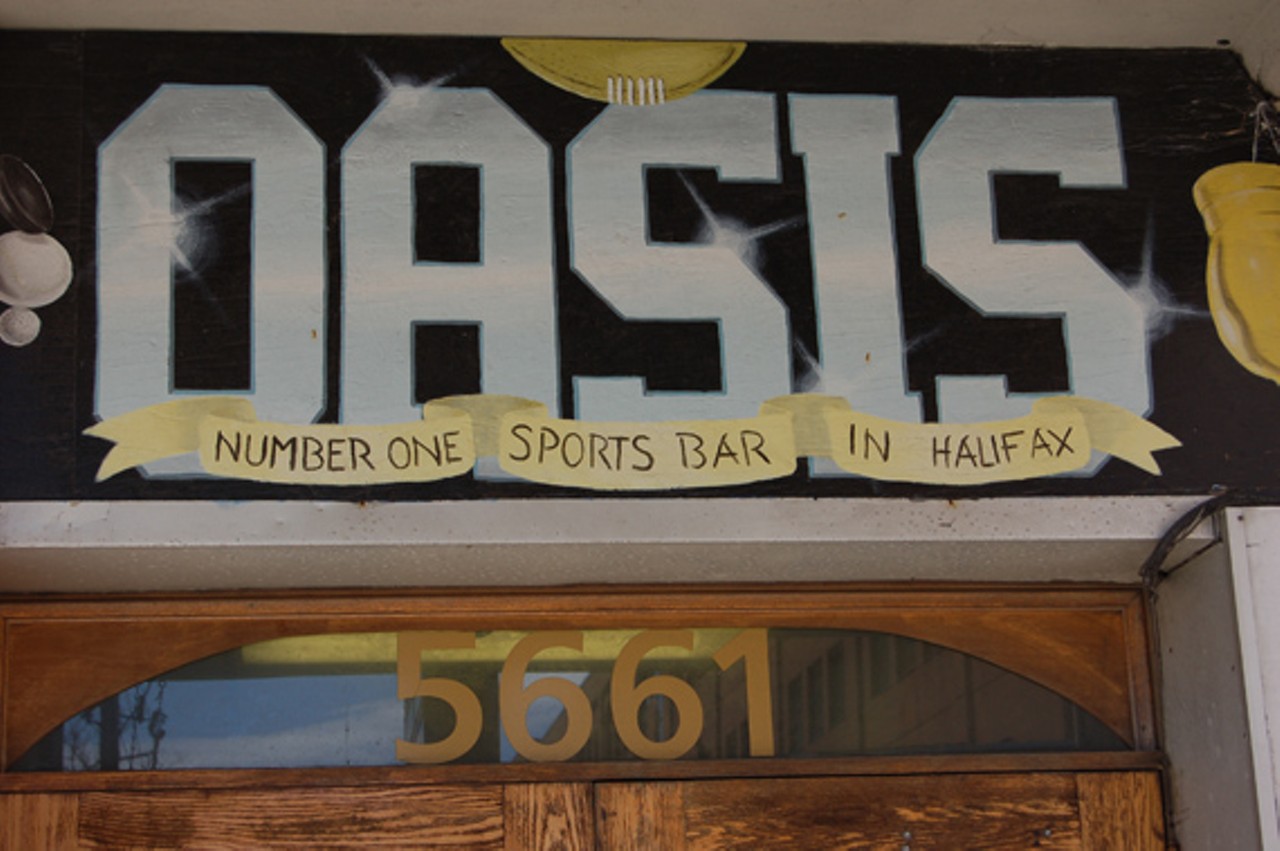 OASIS
NUMBER ONE SPORTS BAR IN HALIFAX
5661